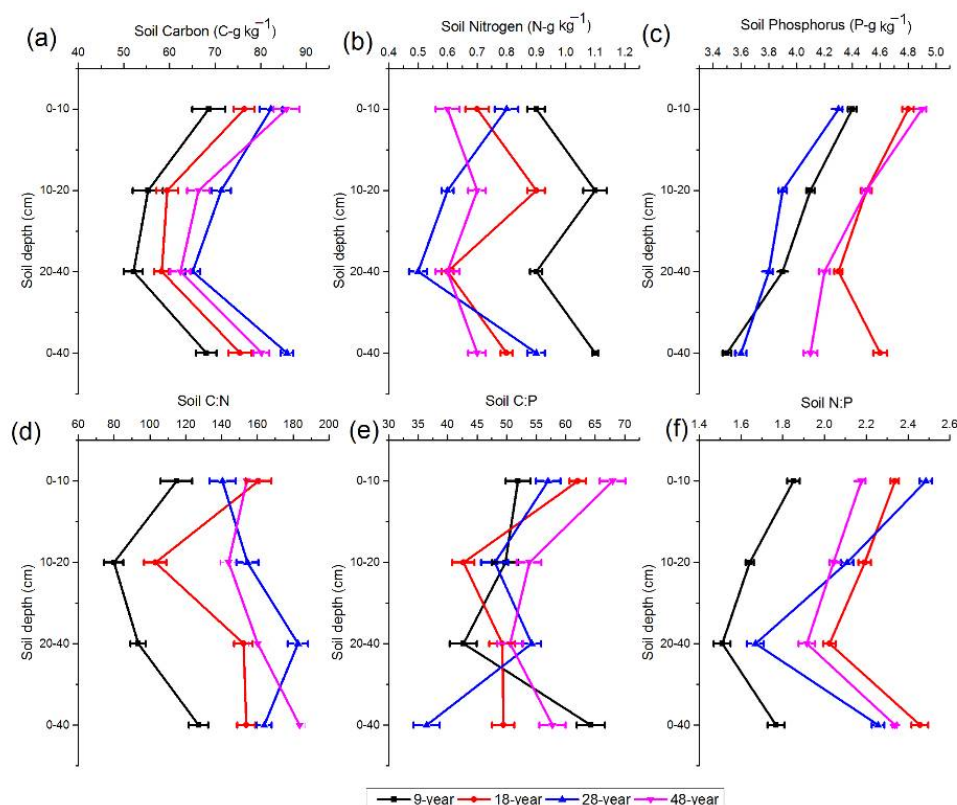 (a)
Soil Carbon (C-g kg⁻¹)
40 50 60 70 80 90
Soil depth (cm)
0-10
10-20
20-40
0-40
(b)
Soil Nitrogen (N-g kg⁻¹)
0.4 0.5 0.6 0.7 0.8 0.9 1.0 1.1 1.2
Soil depth (cm)
0-10
10-20
20-40
0-40
(c)
Soil Phosphorus (P-g kg⁻¹)
3.4 3.6 3.8 4.0 4.2 4.4 4.6 4.8 5.0
Soil depth (cm)
0-10
10-20
20-40
0-40
(d)
Soil C:N
60 80 100 120 140 160 180 200
Soil depth (cm)
0-10
10-20
20-40
0-40
(e)
Soil C:P
30 35 40 45 50 55 60 65 70
Soil depth (cm)
0-10
10-20
20-40
0-40
(f)
Soil N:P
1.4 1.6 1.8 2.0 2.2 2.4 2.6
Soil depth (cm)
0-10
10-20
20-40
0-40
9-year 18-year 28-year 48-year